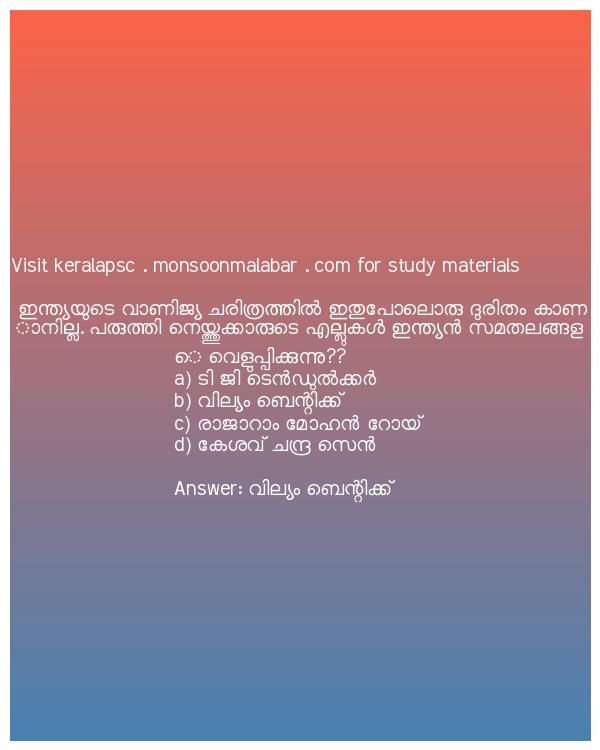 Visit keralapsc . monsoonmalabar . com for study materials
ഇന്ത്യയുടെ വാണിജ്യ ചരിത്രത്തിൽ ഇതുപോലൊരു ദുരിതം കാണ
ാനില്ല. പരുത്തി നെയ്ത്തുക്കാരുടെ എല്ലുകൾ ഇന്ത്യൻ സമതലങ്ങള
െ വെളുപ്പിക്കുന്നു??
a) ടി ജി ടെൻഡുൽക്കർ
b) വില്യം ബെന്റിക്ക്
c) രാജാറാം മോഹൻ റോയ്
d) കേശവ് ചന്ദ്ര സെൻ
Answer: വില്യം ബെന്റിക്ക്